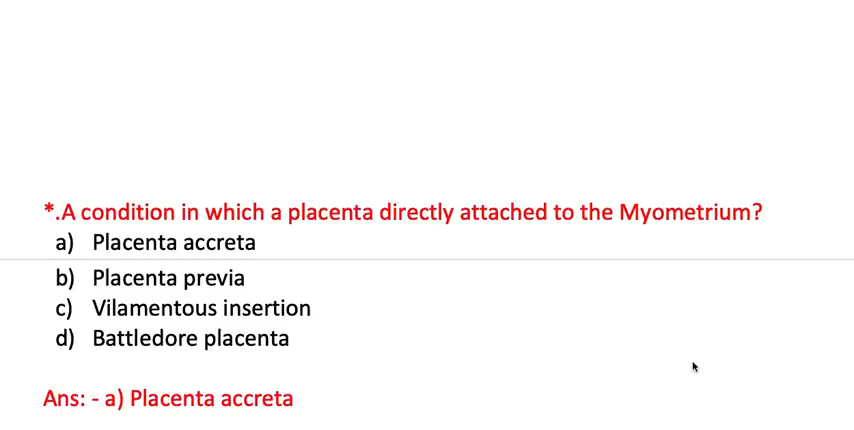 *.A condition in which a placenta directly attached to the Myometrium?
a) Placenta accreta
b) Placenta previa
c) Vilamentous insertion
d) Battledore placenta
Ans: - a) Placenta accreta